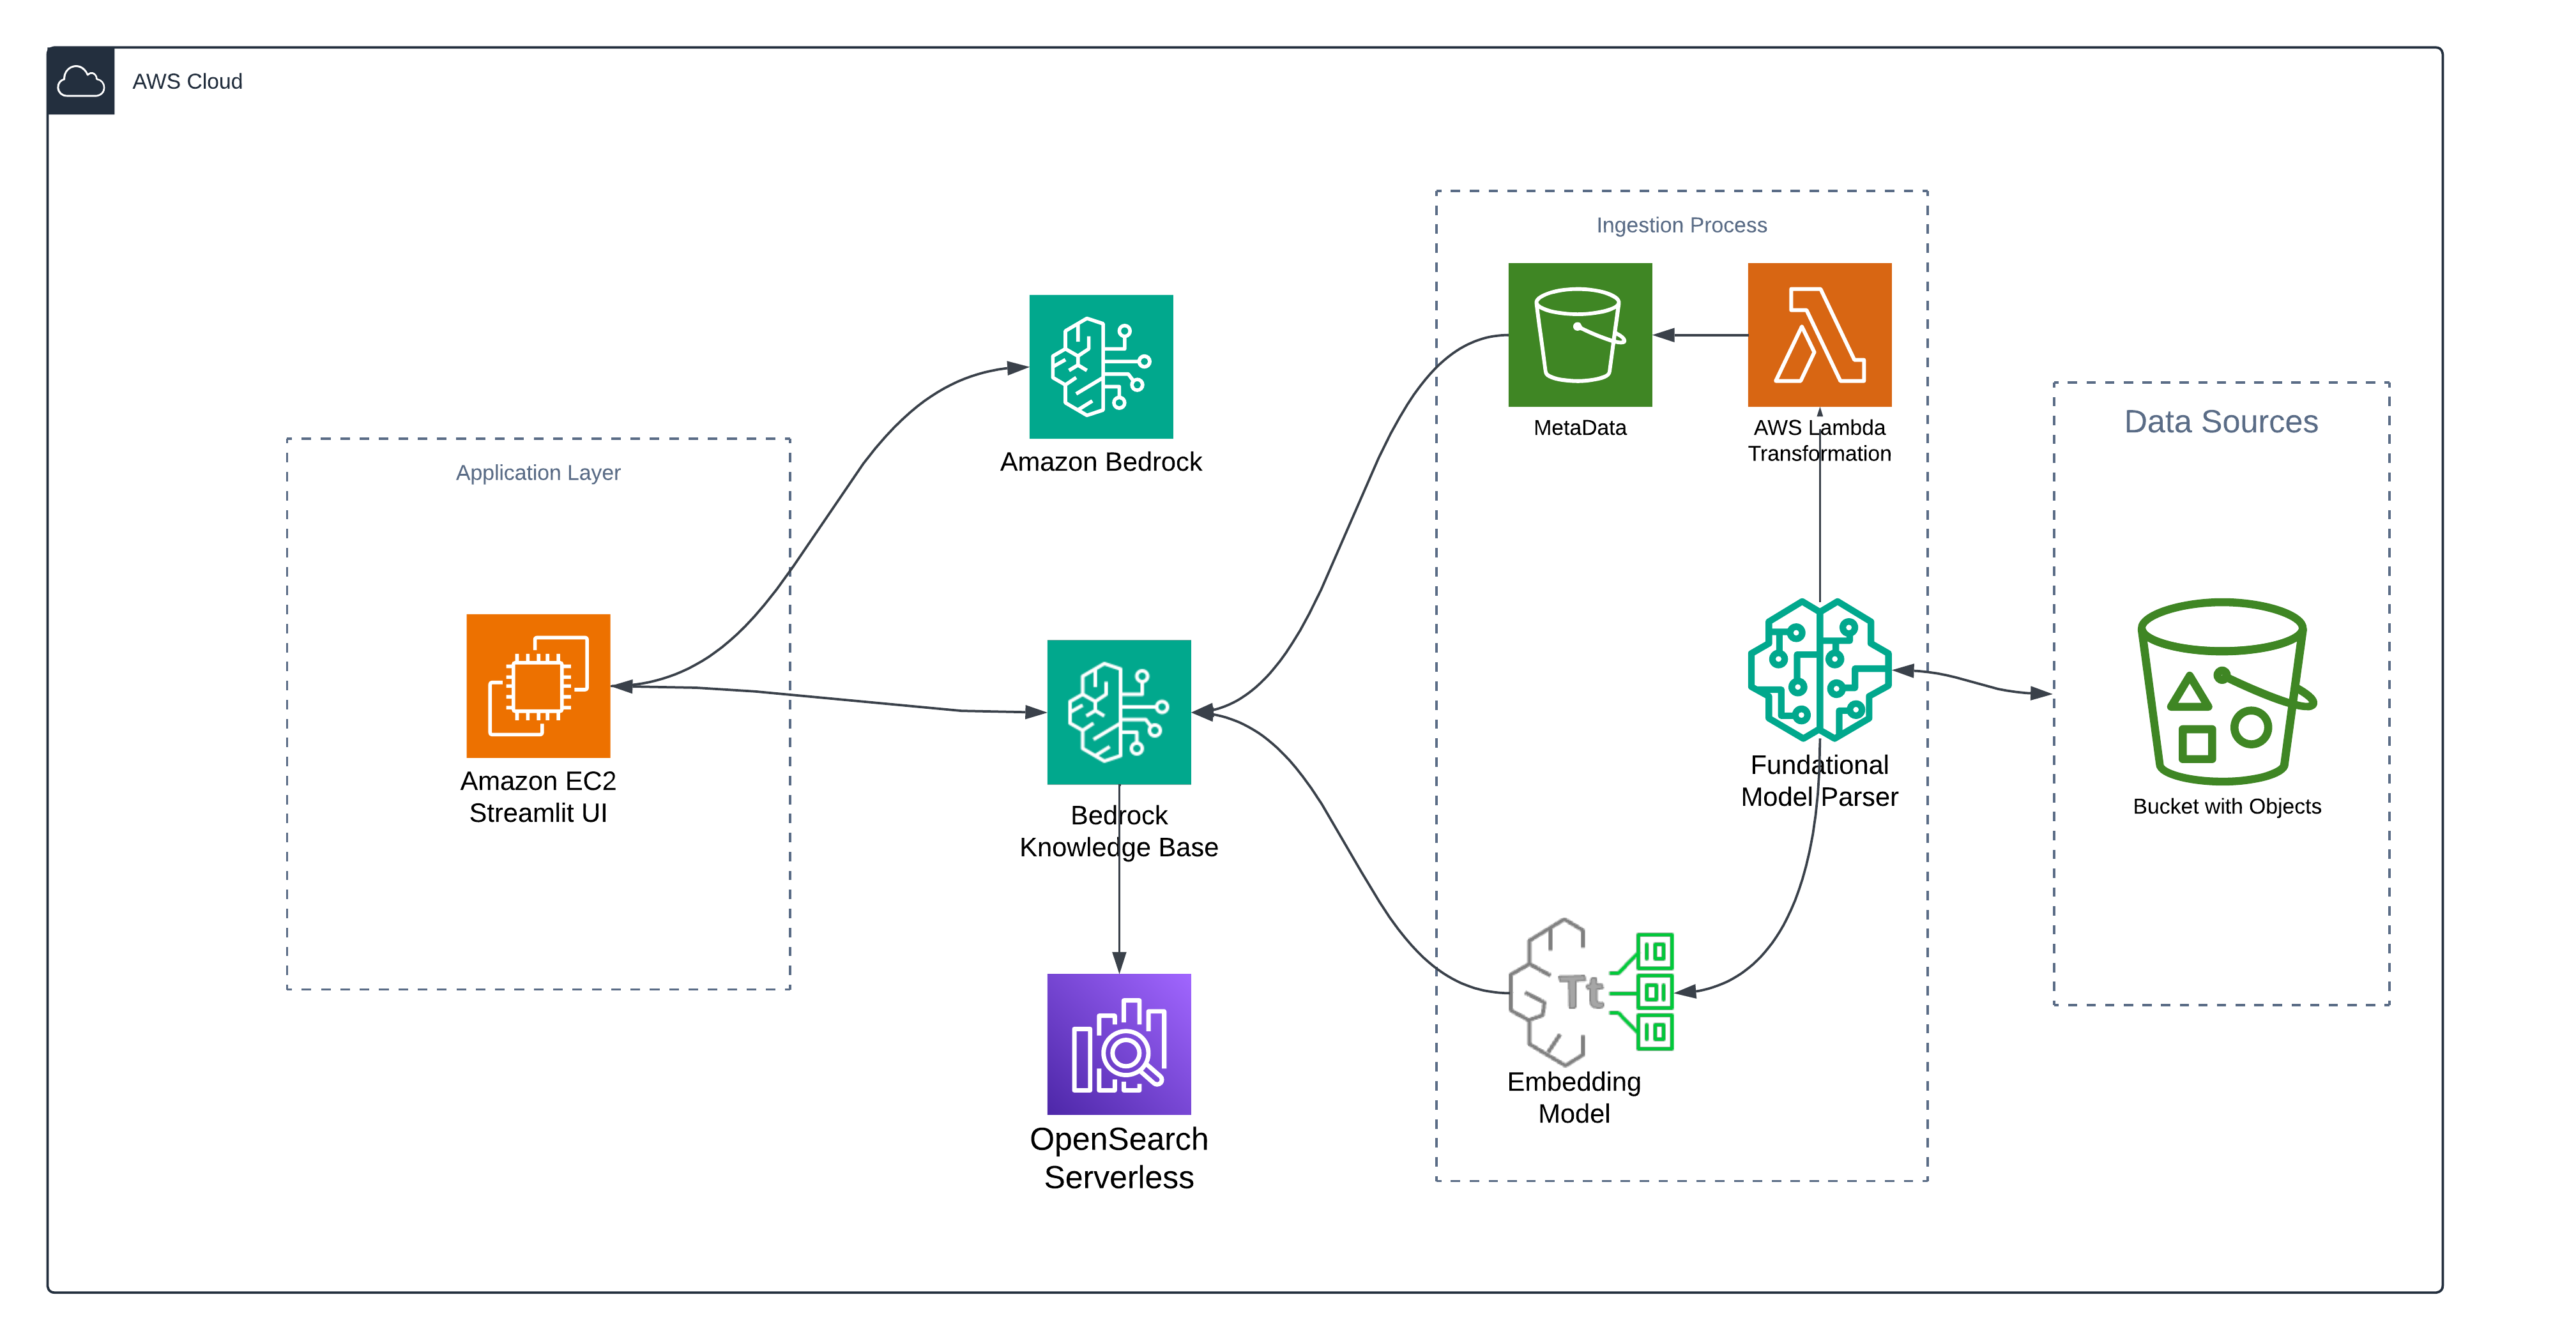 AWS Cloud
Application Layer
Amazon EC2
Streamlit UI
Amazon Bedrock
Bedrock
Knowledge Base
OpenSearch
Serverless
Ingestion Process
MetaData
AWS Lambda
Transformation
Fundational
Model Parser
Tt
Embedding
Model
Data Sources
Bucket with Objects